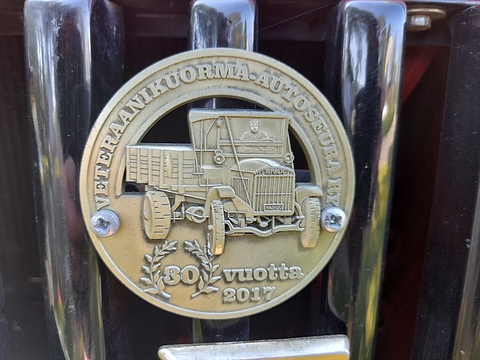 VETERAANIKUORMA-AUTOSEURA RY
30 vuotta
2017